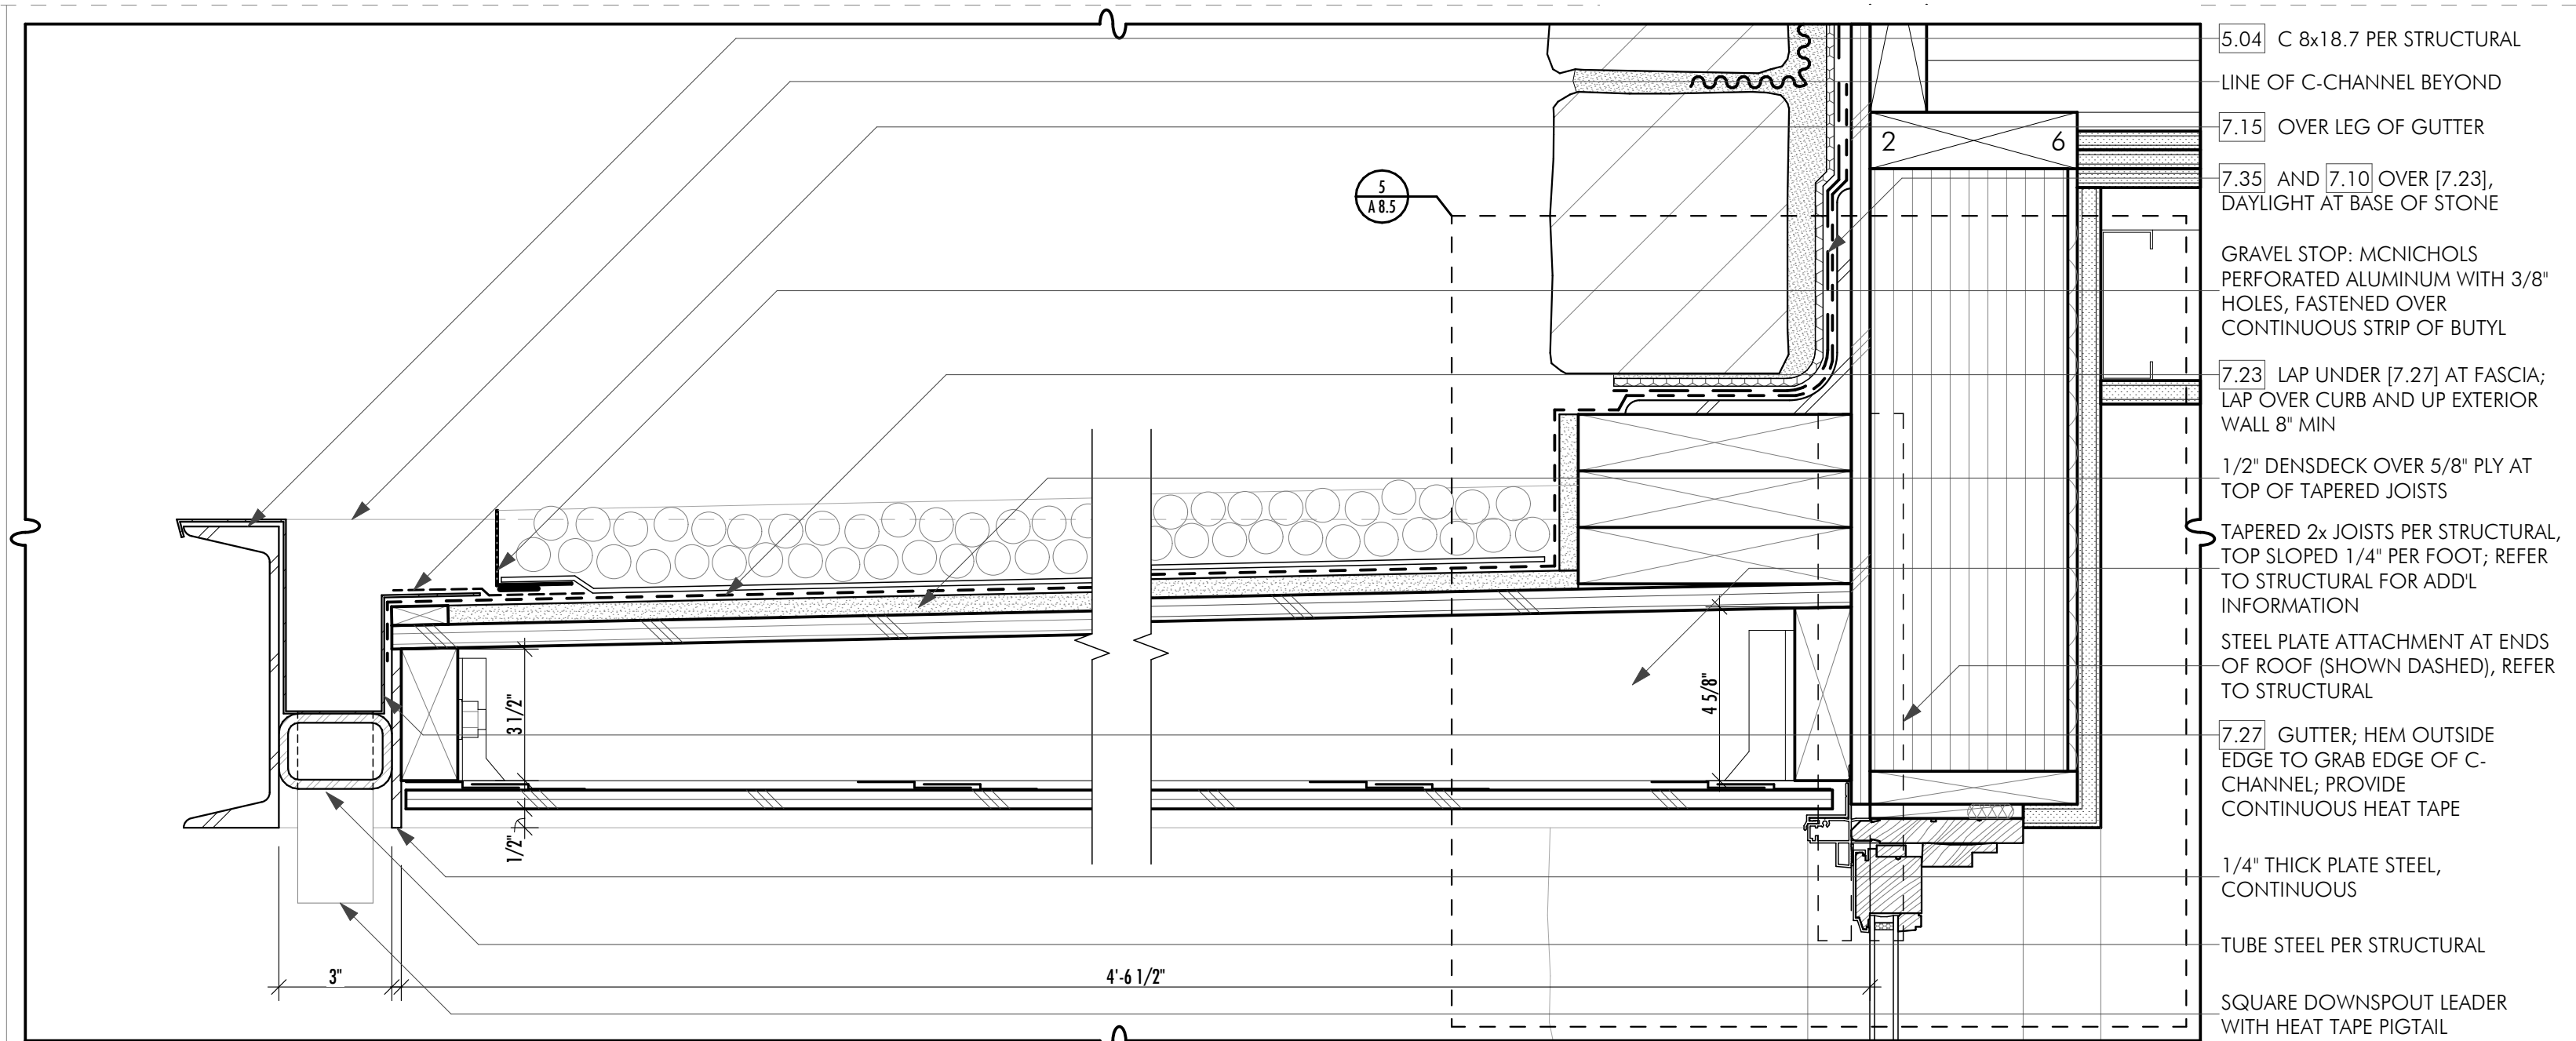 5.04 C 8x18.7 PER STRUCTURAL
LINE OF C-CHANNEL BEYOND
7.15 OVER LEG OF GUTTER
7.35 AND 7.10 OVER [7.23],
DAYLIGHT AT BASE OF STONE
GRAVEL STOP: MCNICHOLS
PERFORATED ALUMINUM WITH 3/8"
HOLES, FASTENED OVER
CONTINUOUS STRIP OF BUTYL
7.23 LAP UNDER [7.27] AT FASCIA;
LAP OVER CURB AND UP EXTERIOR
WALL 8" MIN
1/2" DENSDECK OVER 5/8" PLY AT
TOP OF TAPERED JOISTS
TAPERED 2x JOISTS PER STRUCTURAL,
TOP SLOPED 1/4" PER FOOT; REFER
TO STRUCTURAL FOR ADD'L
INFORMATION
STEEL PLATE ATTACHMENT AT ENDS
OF ROOF (SHOWN DASHED), REFER
TO STRUCTURAL
7.27 GUTTER; HEM OUTSIDE
EDGE TO GRAB EDGE OF C-
CHANNEL; PROVIDE
CONTINUOUS HEAT TAPE
1/4" THICK PLATE STEEL,
CONTINUOUS
TUBE STEEL PER STRUCTURAL
SQUARE DOWNSPOUT LEADER
WITH HEAT TAPE PIGTAIL
2 6
5
A 8.5
3 1/2"
4 5/8"
1/2"
3"
4'-6 1/2"